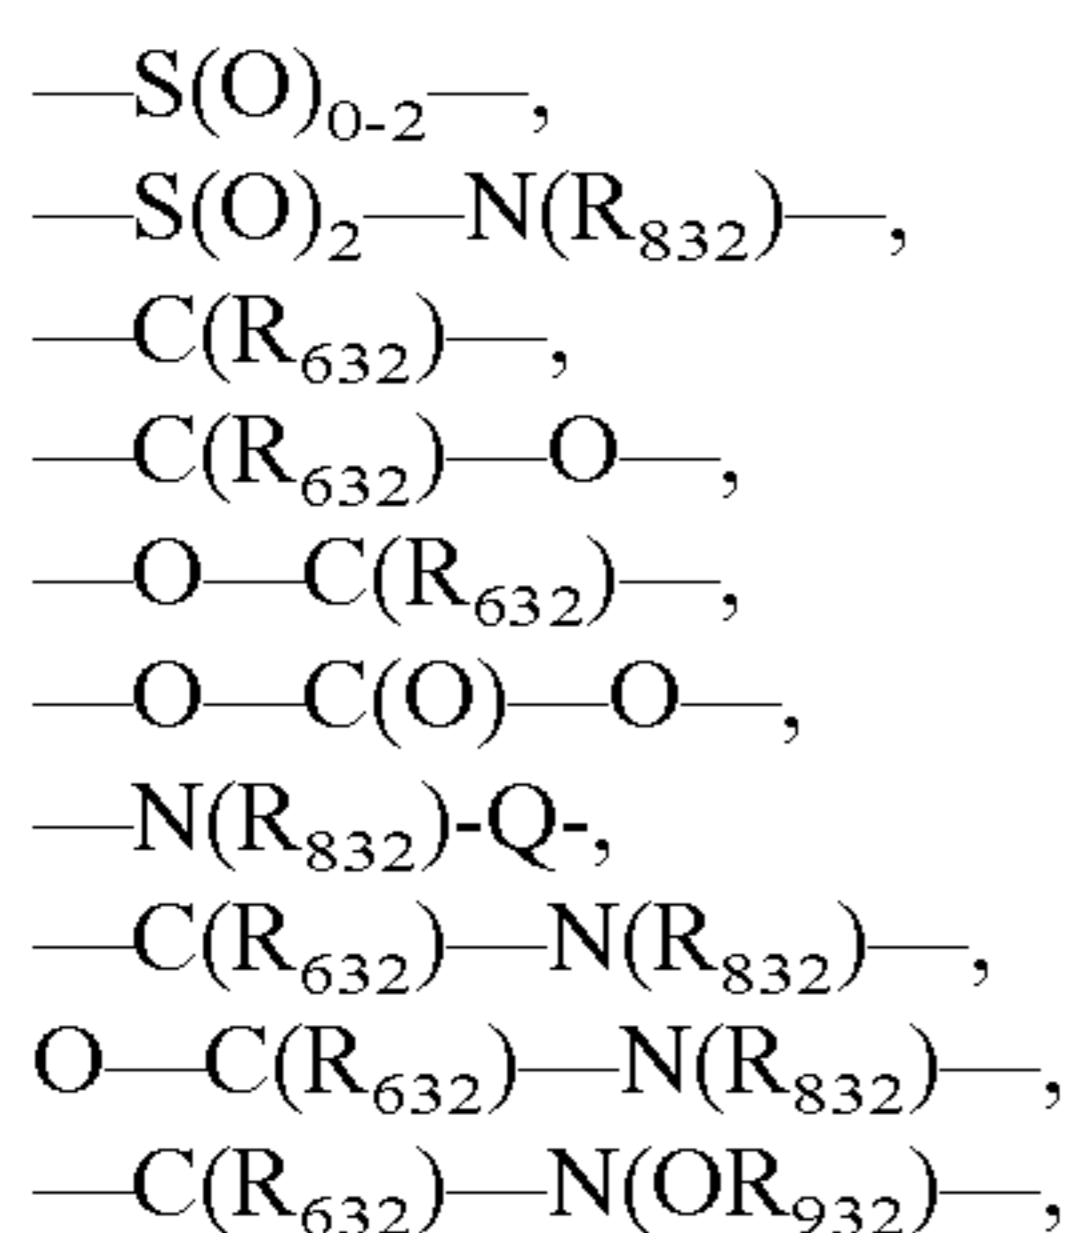 —S(O)₀₋₂—,
—S(O)₂—N(R₈₃₂)—,
—C(R₆₃₂)—,
—C(R₆₃₂)—O—,
—O—C(R₆₃₂)—,
—O—C(O)—O—,
—N(R₈₃₂)-Q-,
—C(R₆₃₂)—N(R₈₃₂)—,
O—C(R₆₃₂)—N(R₈₃₂)—,
—C(R₆₃₂)—N(OR₉₃₂)—,